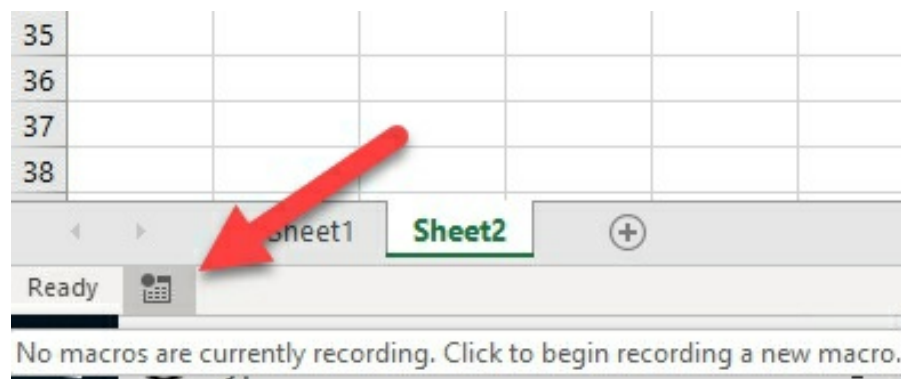 35
36
37
38
Sheet1 Sheet2
Ready
No macros are currently recording. Click to begin recording a new macro.